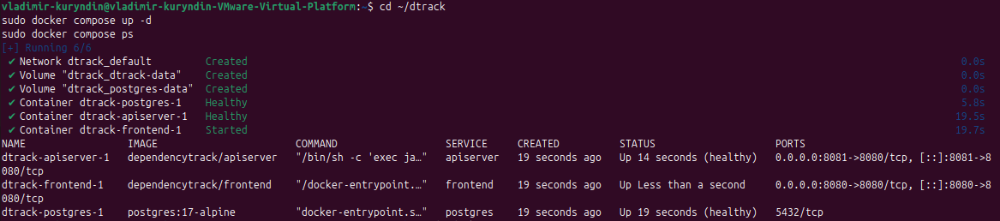 vladimir-kuryndin@vladimir-kuryndin-VMware-Virtual-Platform:~$ cd ~/dtrack
sudo docker compose up -d
sudo docker compose ps
[+] Running 6/6
✔ Network dtrack_default Created 0.0s
✔ Volume "dtrack_dtrack-data" Created 0.0s
✔ Volume "dtrack_postgres-data" Created 0.0s
✔ Container dtrack-postgres-1 Healthy 5.8s
✔ Container dtrack-apiserver-1 Healthy 19.5s
✔ Container dtrack-frontend-1 Started 19.7s
NAME IMAGE COMMAND SERVICE CREATED STATUS PORTS
dtrack-apiserver-1 dependencytrack/apiserver "/bin/sh -c 'exec ja…" apiserver 19 seconds ago Up 14 seconds (healthy) 0.0.0.0:8081->8080/tcp, [::]:8081->8
080/tcp
dtrack-frontend-1 dependencytrack/frontend "/docker-entrypoint.…" frontend 19 seconds ago Up Less than a second 0.0.0.0:8080->8080/tcp, [::]:8080->8
080/tcp
dtrack-postgres-1 postgres:17-alpine "docker-entrypoint.s…" postgres 19 seconds ago Up 19 seconds (healthy) 5432/tcp